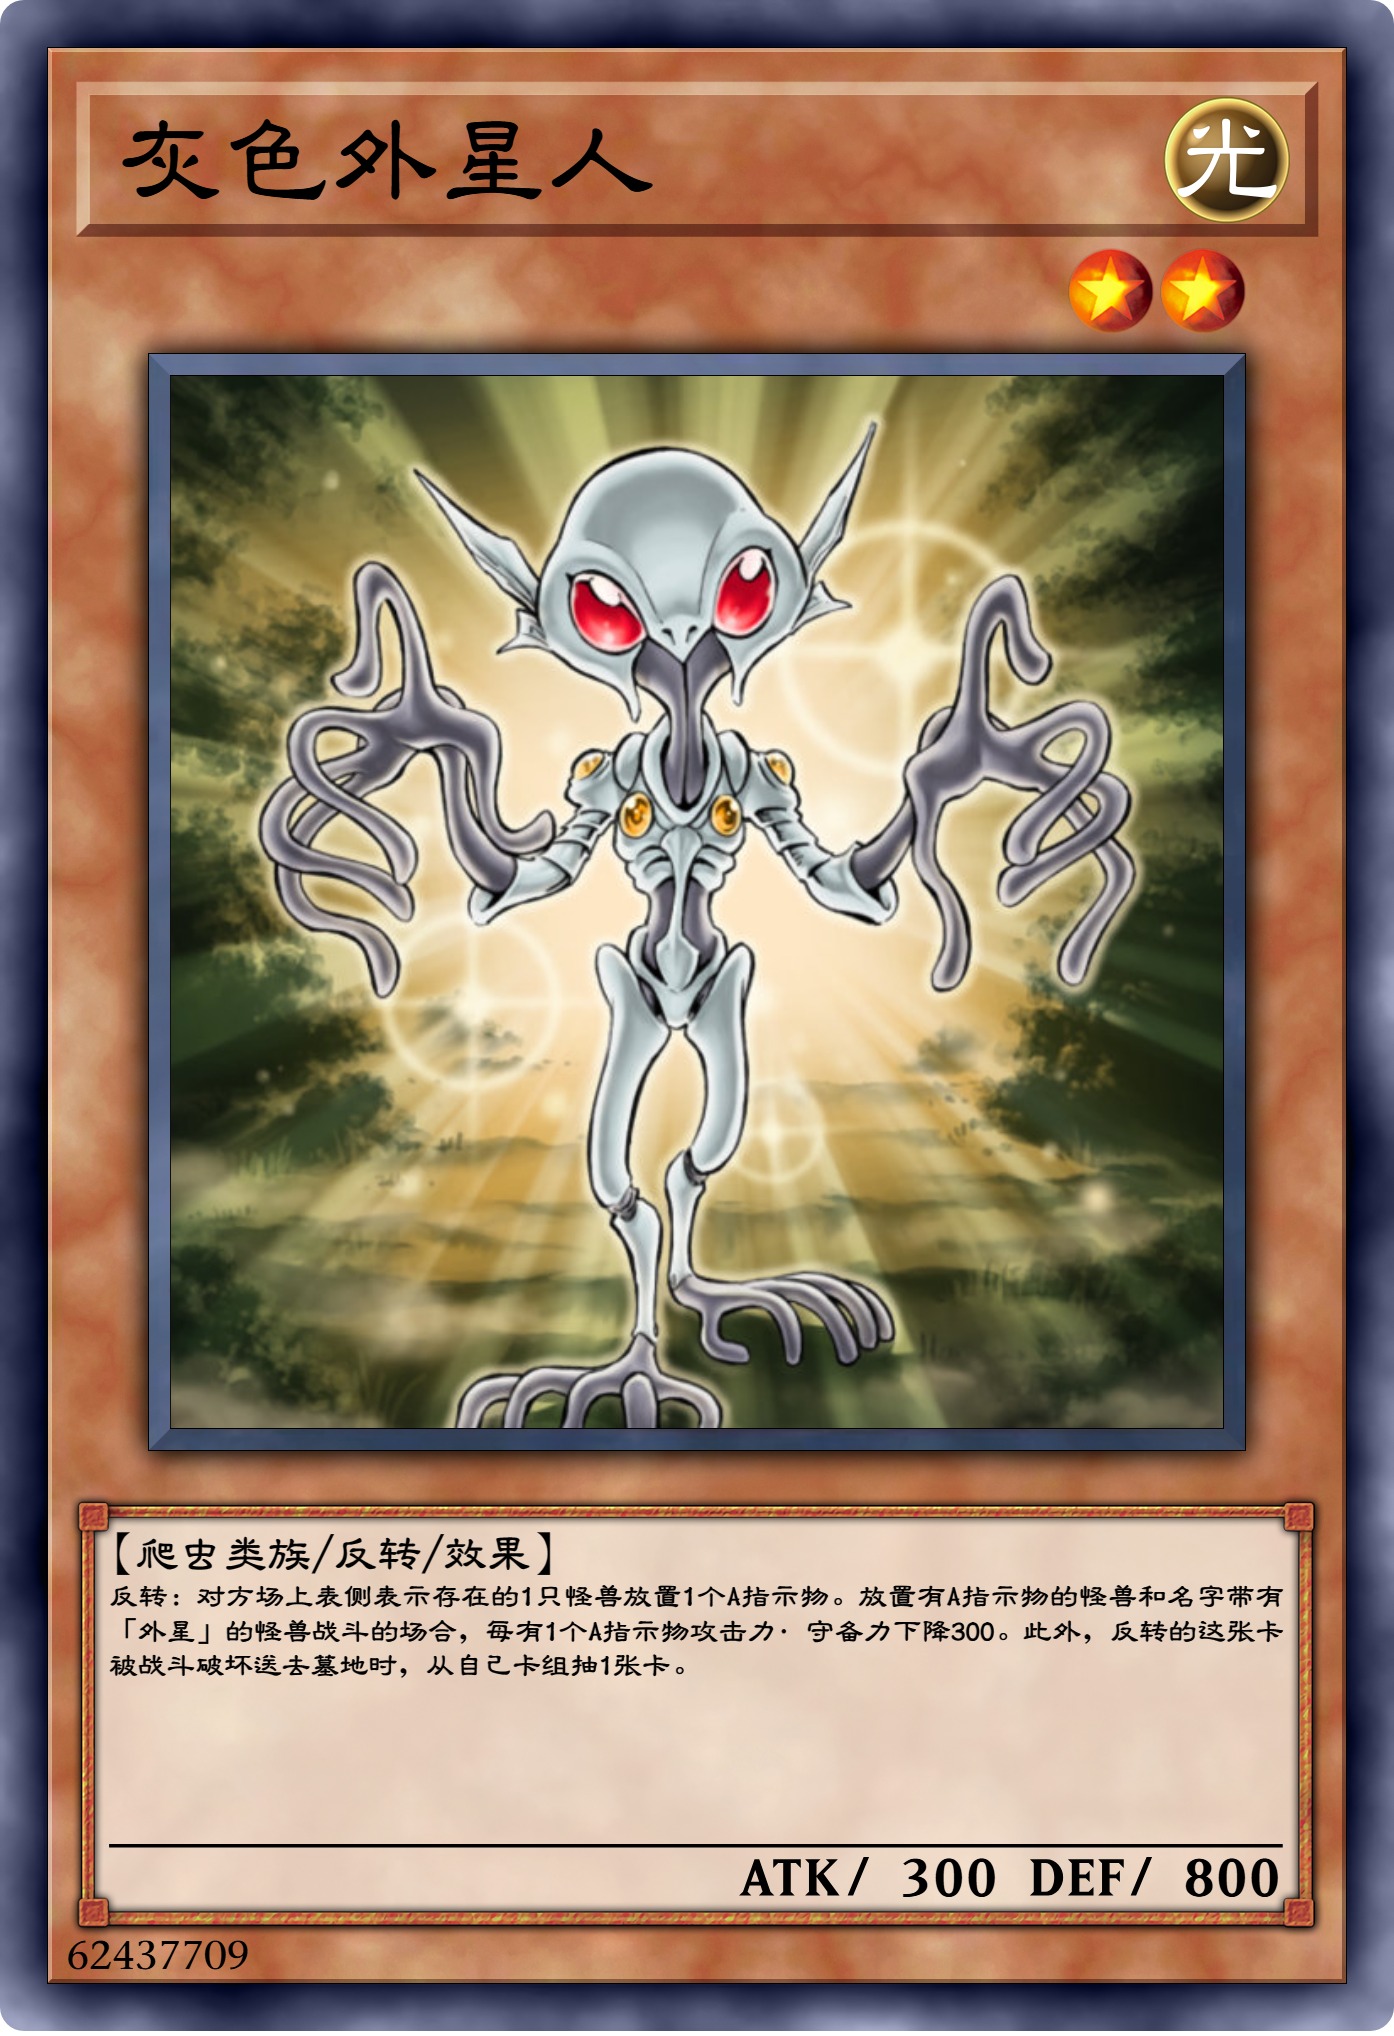 灰色外星人
光
【爬虫类族/反转/效果】
反转：对方场上表侧表示存在的1只怪兽放置1个A指示物。放置有A指示物的怪兽和名字带有
「外星」的怪兽战斗的场合，每有1个A指示物攻击力·守备力下降300。此外，反转的这张卡
被战斗破坏送去墓地时，从自己卡组抽1张卡。
ATK/ 300 DEF/ 800
62437709